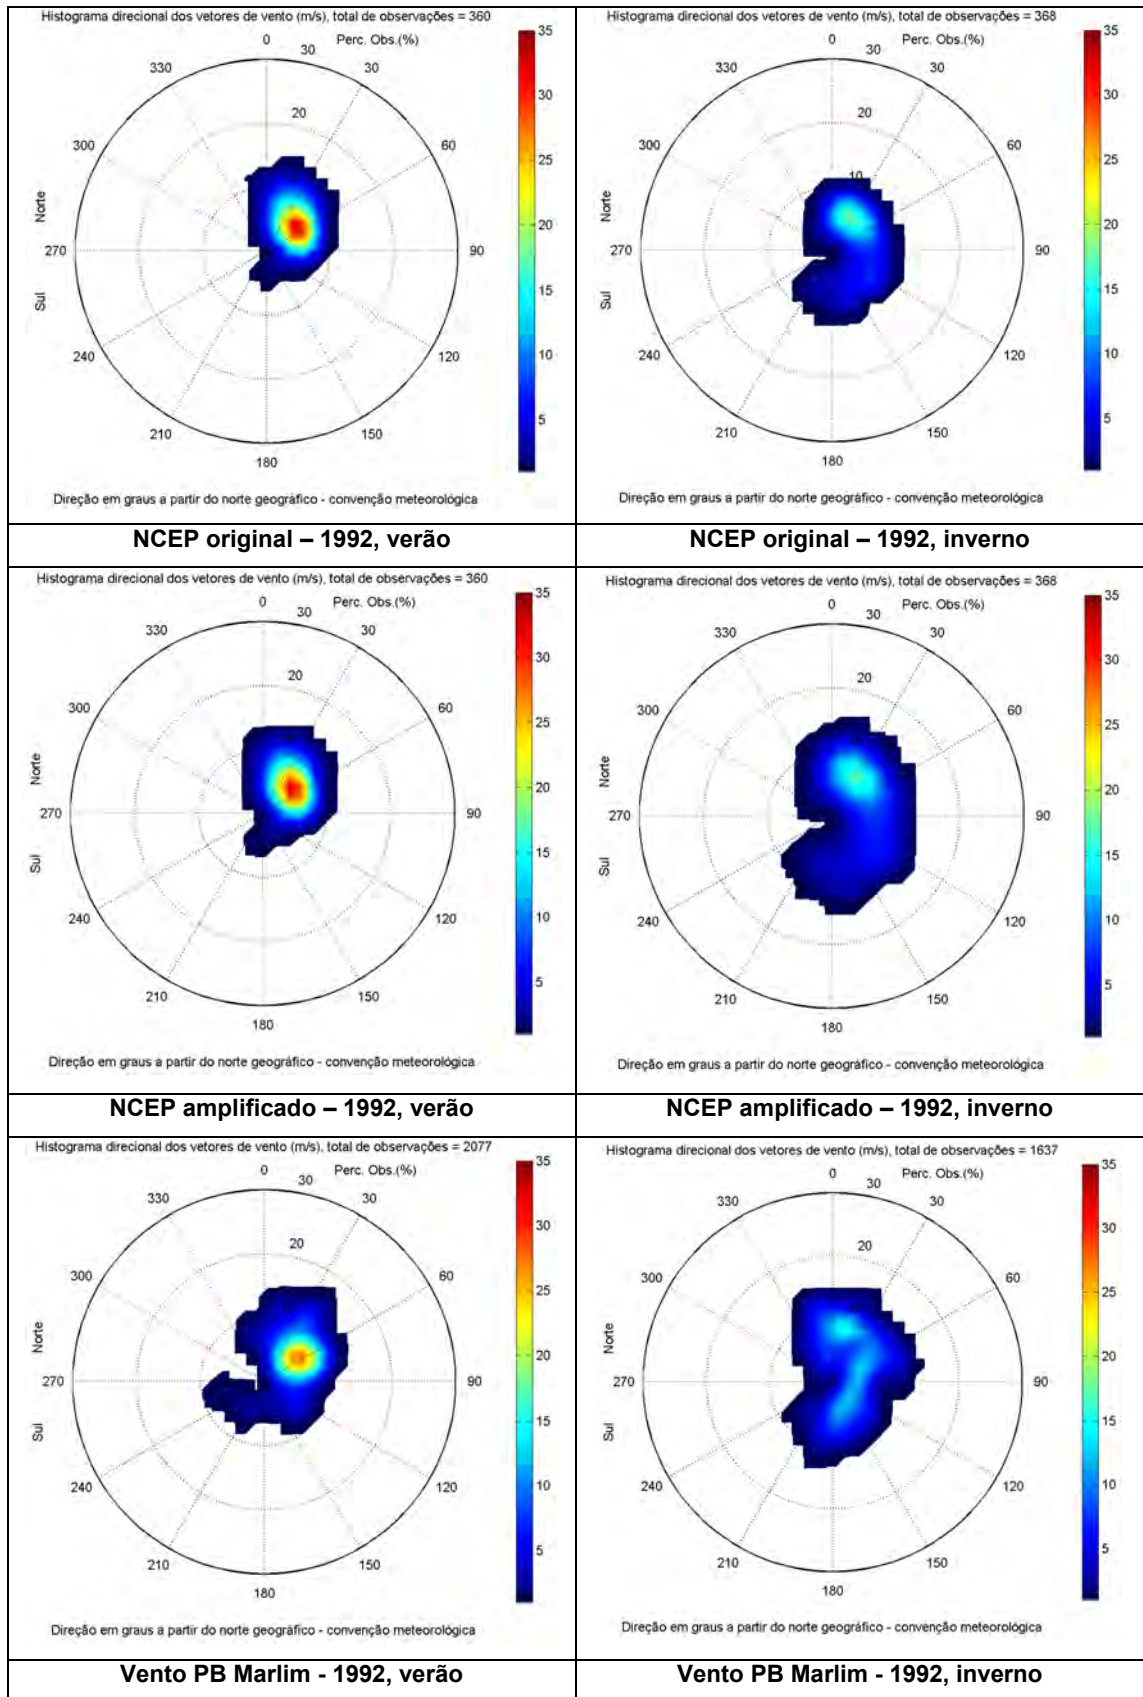 Histograma direcional dos vetores de vento (m/s), total de observações = 360
0 Perc. Obs.(%)
330 30 30
20
300 60
10
Norte
270 90
Sul
240 120
210 150
180
35
30
25
20
15
10
5
Direção em graus a partir do norte geográfico - convenção meteorológica
NCEP original – 1992, verão
Histograma direcional dos vetores de vento (m/s), total de observações = 368
0 Perc. Obs.(%)
330 30 30
20
300 60
10
Norte
270 90
Sul
240 120
210 150
180
35
30
25
20
15
10
5
Direção em graus a partir do norte geográfico - convenção meteorológica
NCEP original – 1992, inverno
Histograma direcional dos vetores de vento (m/s), total de observações = 360
0 Perc. Obs.(%)
330 30 30
20
300 60
10
Norte
270 90
Sul
240 120
210 150
180
35
30
25
20
15
10
5
Direção em graus a partir do norte geográfico - convenção meteorológica
NCEP amplificado – 1992, verão
Histograma direcional dos vetores de vento (m/s), total de observações = 368
0 Perc. Obs.(%)
330 30 30
20
300 60
10
Norte
270 90
Sul
240 120
210 150
180
35
30
25
20
15
10
5
Direção em graus a partir do norte geográfico - convenção meteorológica
NCEP amplificado – 1992, inverno
Histograma direcional dos vetores de vento (m/s), total de observações = 2077
0 Perc. Obs.(%)
330 30 30
20
300 60
10
Norte
270 90
Sul
240 120
210 150
180
35
30
25
20
15
10
5
Direção em graus a partir do norte geográfico - convenção meteorológica
Vento PB Marlim - 1992, verão
Histograma direcional dos vetores de vento (m/s), total de observações = 1637
0 Perc. Obs.(%)
330 30 30
20
300 60
10
Norte
270 90
Sul
240 120
210 150
180
35
30
25
20
15
10
5
Direção em graus a partir do norte geográfico - convenção meteorológica
Vento PB Marlim - 1992, inverno